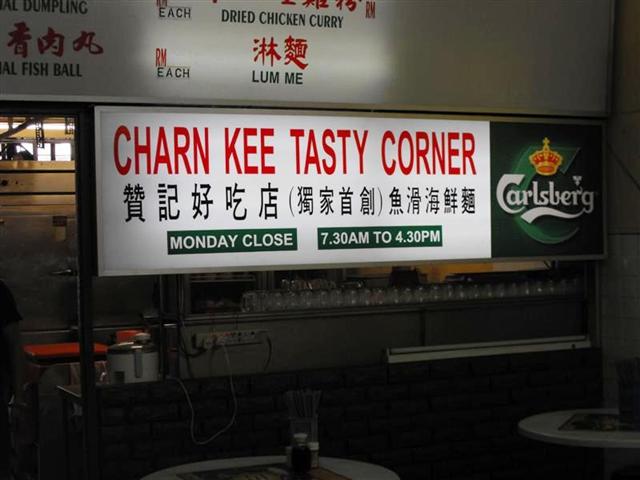 AL DUMPLING
RM
EACH
DRIED CHICKEN CURRY
RM
香肉丸
IAL FISH BALL
RM
EACH
淋麵
LUM ME
CHARN KEE TASTY CORNER
贊記好吃店(獨家首創)魚滑海鮮麵
MONDAY CLOSE
7.30AM TO 4.30PM
Carlsberg